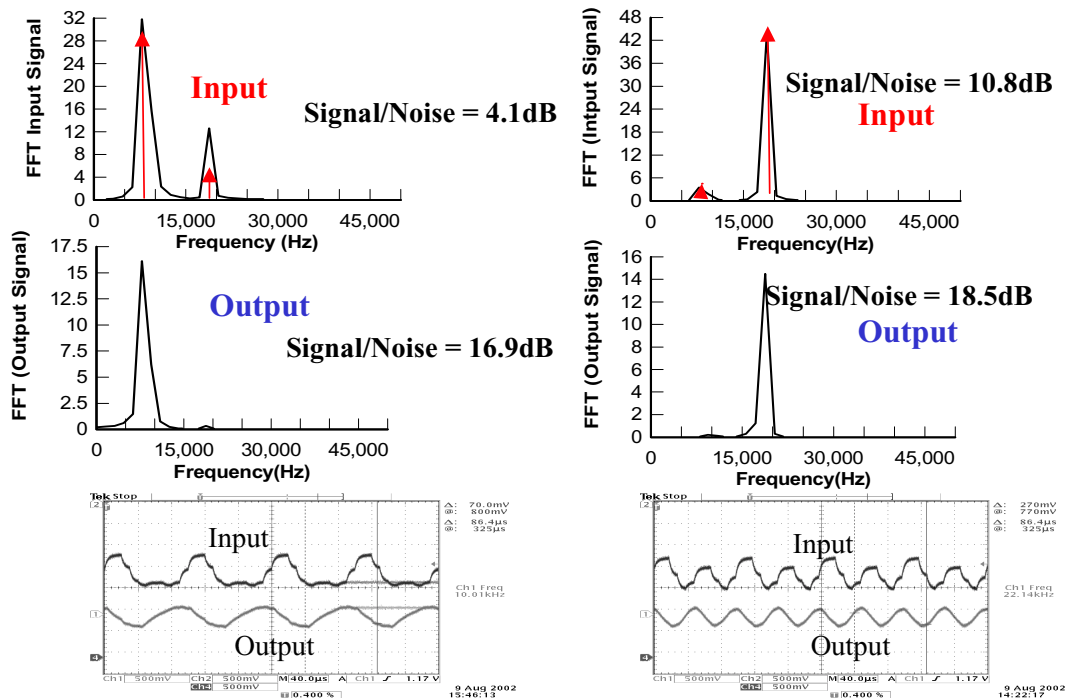 FFT Input Signal
32
28
24
20
16
12
8
4
0
Input
Signal/Noise = 4.1dB
0 15,000 30,000 45,000
Frequency (Hz)
FFT (Intput Signal)
48
42
36
30
24
18
12
6
0
Signal/Noise = 10.8dB
Input
0 15,000 30,000 45,000
Frequency(Hz)
FFT (Output Signal)
17.5
15
12.5
10
7.5
5
2.5
0
Output
Signal/Noise = 16.9dB
0 15,000 30,000 45,000
Frequency(Hz)
FFT (Output Signal)
16
14
12
10
8
6
4
2
0
Signal/Noise = 18.5dB
Output
0 15,000 30,000 45,000
Frequency(Hz)
Tek Stop
2
1
4
Input
Output
Δ: 70.0mV
@: 800mV
Δ: 86.4μs
@: 325μs
Ch1 Freq
10.01kHz
Ch1 500mV Ch2 500mV M 40.0μs A Ch1 1.17 V
Ch4 500mV
0.400 %
9 Aug 2002
15:46:13
Tek Stop
2
1
4
Input
Output
Δ: 270mV
@: 770mV
Δ: 86.4μs
@: 325μs
Ch1 Freq
22.14kHz
Ch1 500mV Ch2 500mV M 40.0μs A Ch1 1.17 V
Ch4 500mV
0.400 %
9 Aug 2002
14:22:17